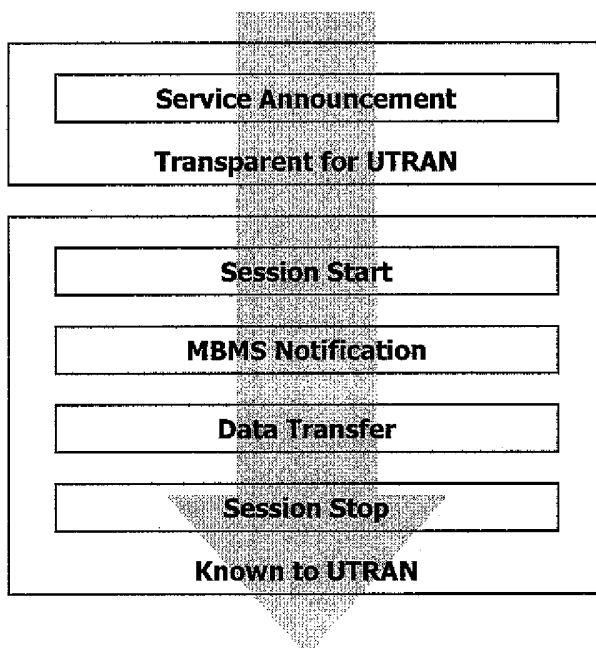 Service Announcement
Transparent for UTRAN
Session Start
MBMS Notification
Data Transfer
Session Stop
Known to UTRAN